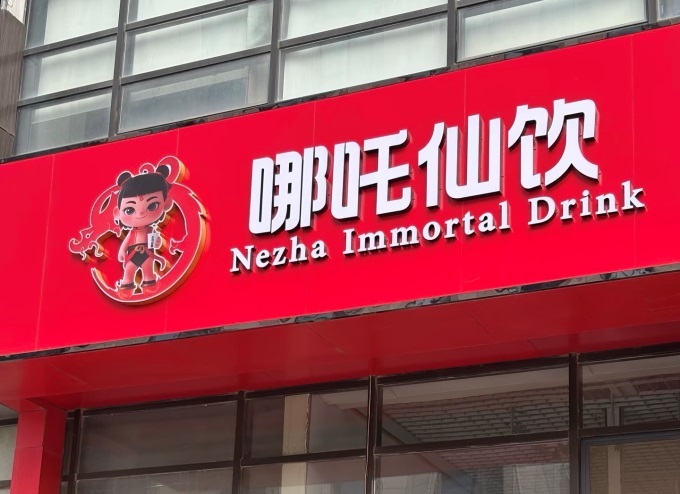 哪吒仙饮
Nezha Immortal Drink